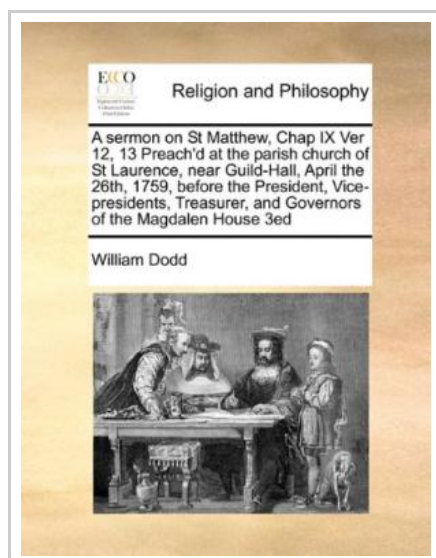 ECCO
Religion and Philosophy
A sermon on St Matthew, Chap IX Ver
12, 13 Preach'd at the parish church of
St Laurence, near Guild-Hall, April the
26th, 1759, before the President, Vice-
presidents, Treasurer, and Governors
of the Magdalen House 3ed
William Dodd